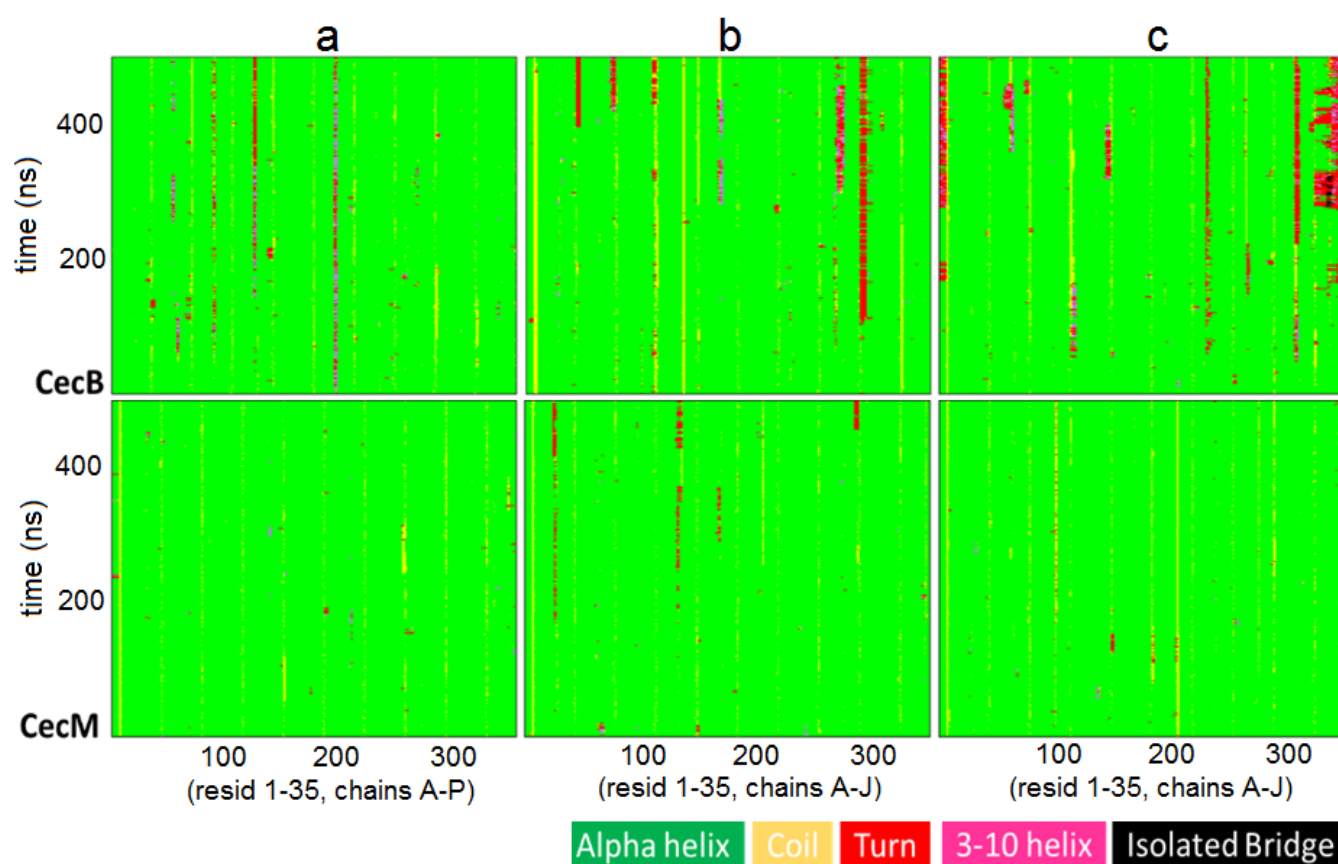 a b c
time (ns)
400
200
CecB
time (ns)
400
200
CecM
100 200 300 100 200 300 100 200 300
(resid 1-35, chains A-P) (resid 1-35, chains A-J) (resid 1-35, chains A-J)
Alpha helix Coil Turn 3-10 helix Isolated Bridge